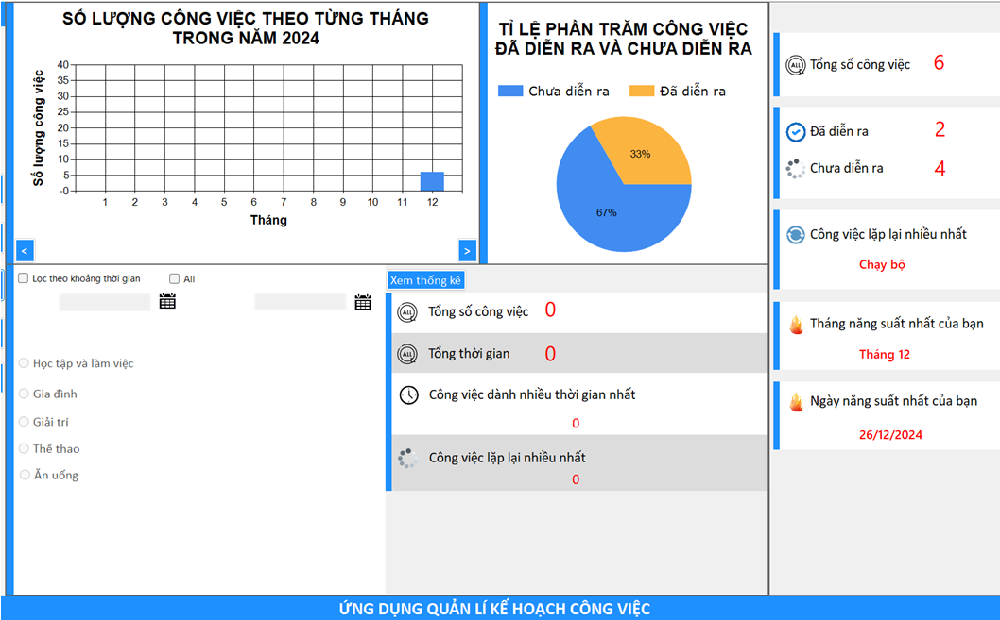 SỐ LƯỢNG CÔNG VIỆC THEO TỪNG THÁNG
TRONG NĂM 2024
Số lượng công việc
40
35
30
25
20
15
10
5
-0
1 2 3 4 5 6 7 8 9 10 11 12
Tháng
<
>
TỈ LỆ PHẦN TRĂM CÔNG VIỆC
ĐÃ DIỄN RA VÀ CHƯA DIỄN RA
Chưa diễn ra Đã diễn ra
33%
67%
ALL Tổng số công việc 6
Đã diễn ra 2
Chưa diễn ra 4
Công việc lặp lại nhiều nhất
Chạy bộ
Tháng năng suất nhất của bạn
Tháng 12
Ngày năng suất nhất của bạn
26/12/2024
Lọc theo khoảng thời gian All
Học tập và làm việc
Gia đình
Giải trí
Thể thao
Ăn uống
Xem thống kê
ALL Tổng số công việc 0
ALL Tổng thời gian 0
Công việc dành nhiều thời gian nhất
0
Công việc lặp lại nhiều nhất
0
ỨNG DỤNG QUẢN LÍ KẾ HOẠCH CÔNG VIỆC